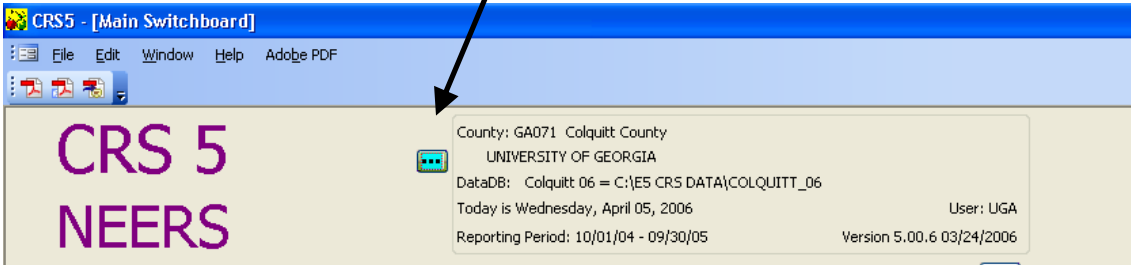 CRS5 - [Main Switchboard]
File Edit Window Help Adobe PDF
CRS 5
NEERS
County: GA071 Colquitt County
UNIVERSITY OF GEORGIA
DataDB: Colquitt 06 = C:\E5 CRS DATA\COLQUITT_06
Today is Wednesday, April 05, 2006 User: UGA
Reporting Period: 10/01/04 - 09/30/05 Version 5.00.6 03/24/2006